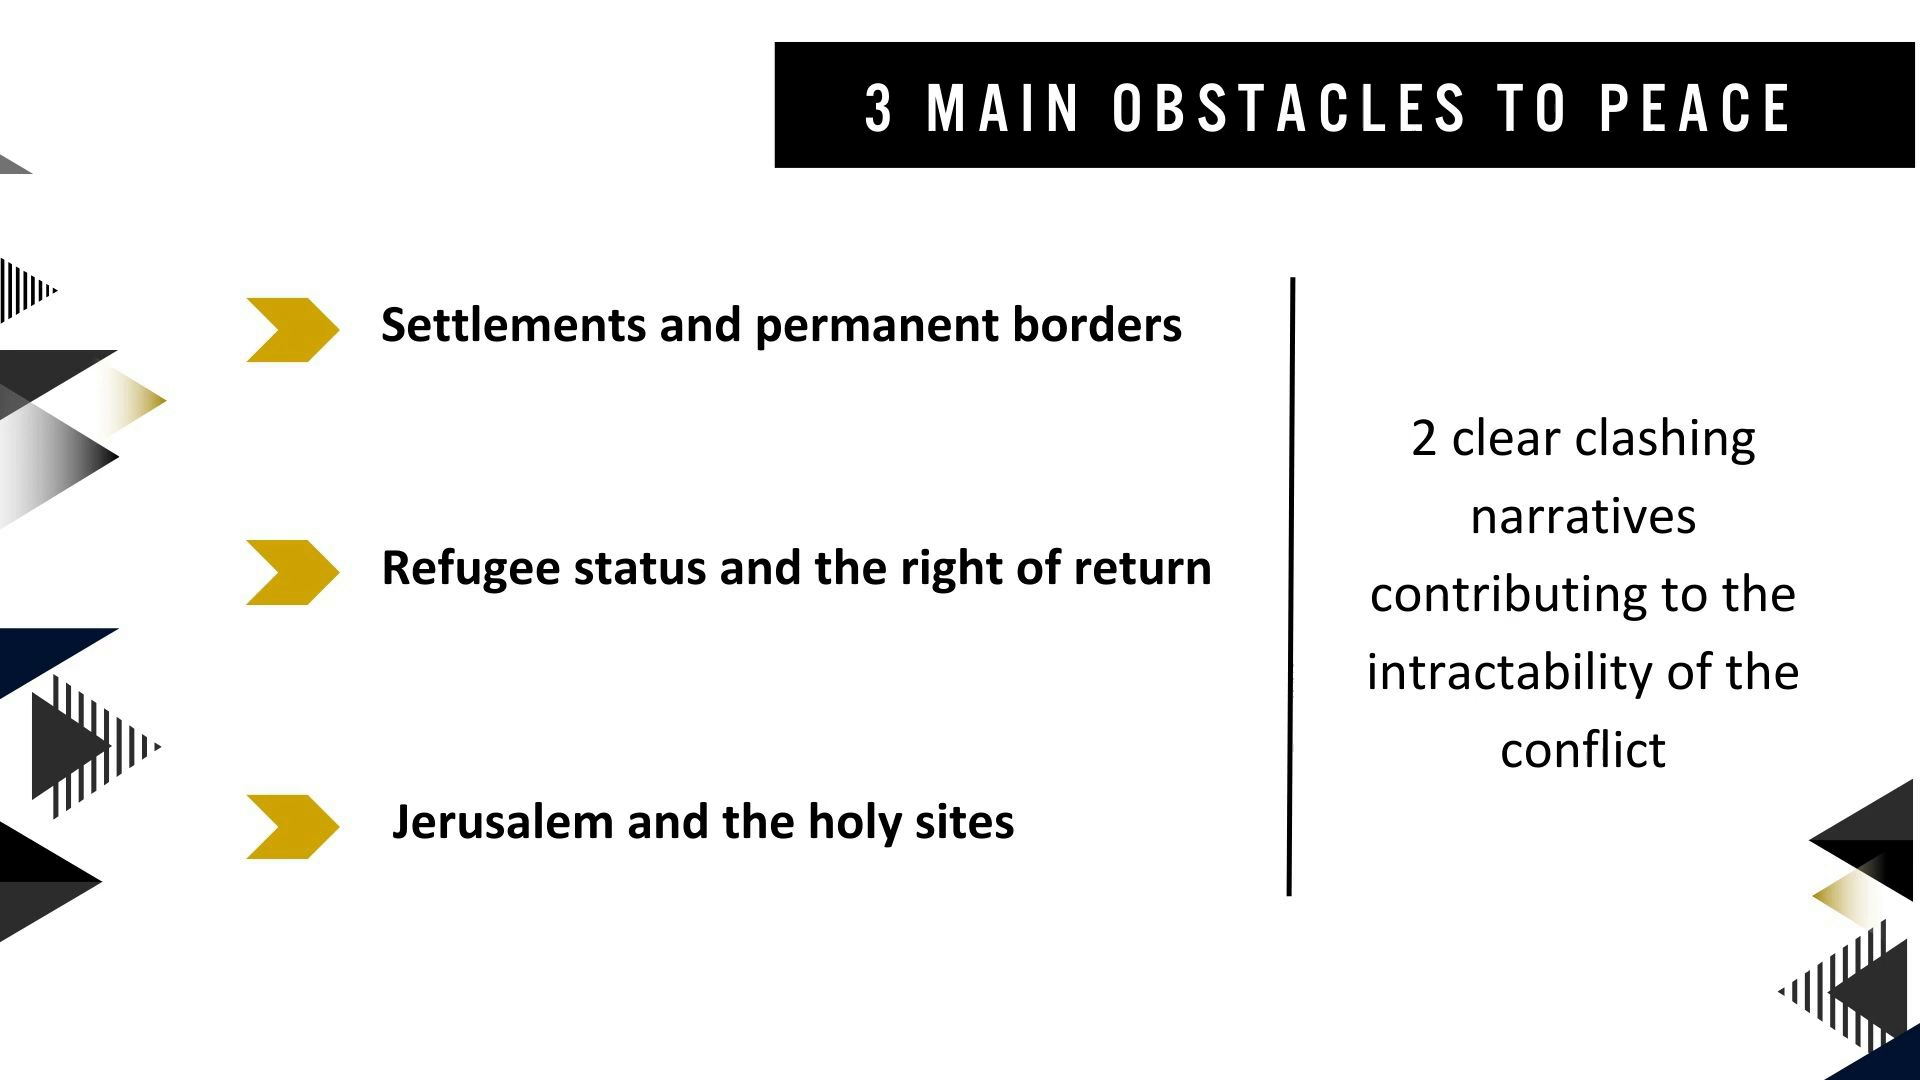 3 MAIN OBSTACLES TO PEACE
Settlements and permanent borders
Refugee status and the right of return
Jerusalem and the holy sites
2 clear clashing
narratives
contributing to the
intractability of the
conflict